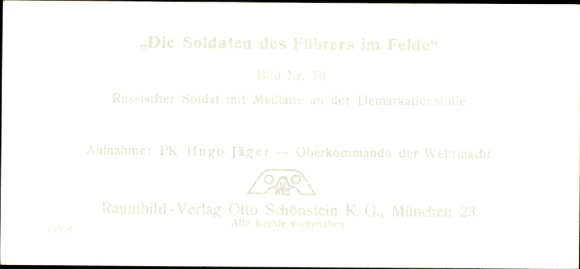 „Die Soldaten des Führers im Felde“
Bild Nr. 70
Russischer Soldat mit Meßlatte an der Demarkationslinie
Aufnahme: PK Hugo Jäger — Oberkommando der Wehrmacht
Raumbild-Verlag Otto Schönstein K. G., München 23
Alle Rechte vorbehalten